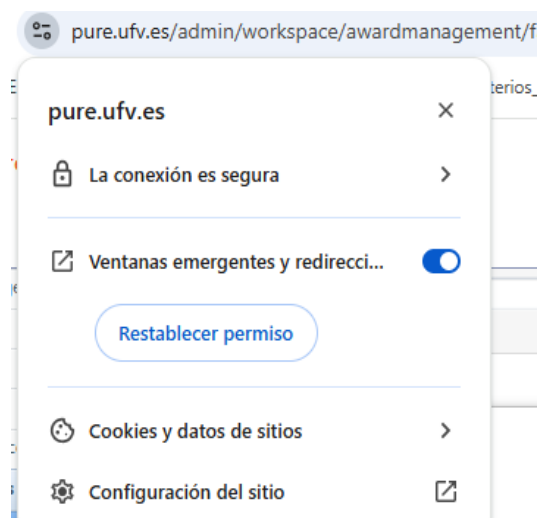 pure.ufv.es/admin/workspace/awardmanagement/f
terios_
pure.ufv.es
La conexión es segura
Ventanas emergentes y redirecci...
Restablecer permiso
Cookies y datos de sitios
Configuración del sitio